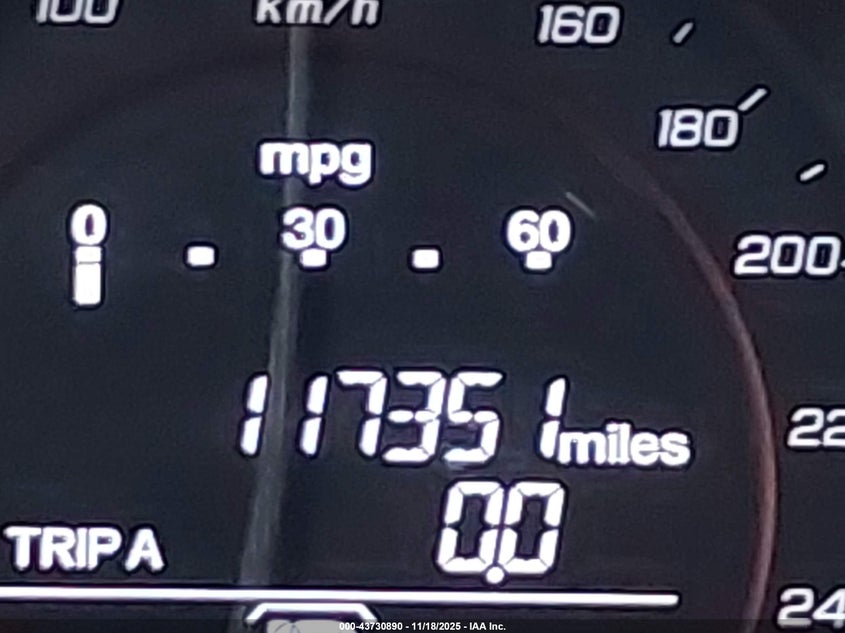 100 km/h 160
180
mpg
0 30 60
200
117351 miles
22
TRIP A 0.0
24
000-43730890 - 11/18/2025 - IAA Inc.